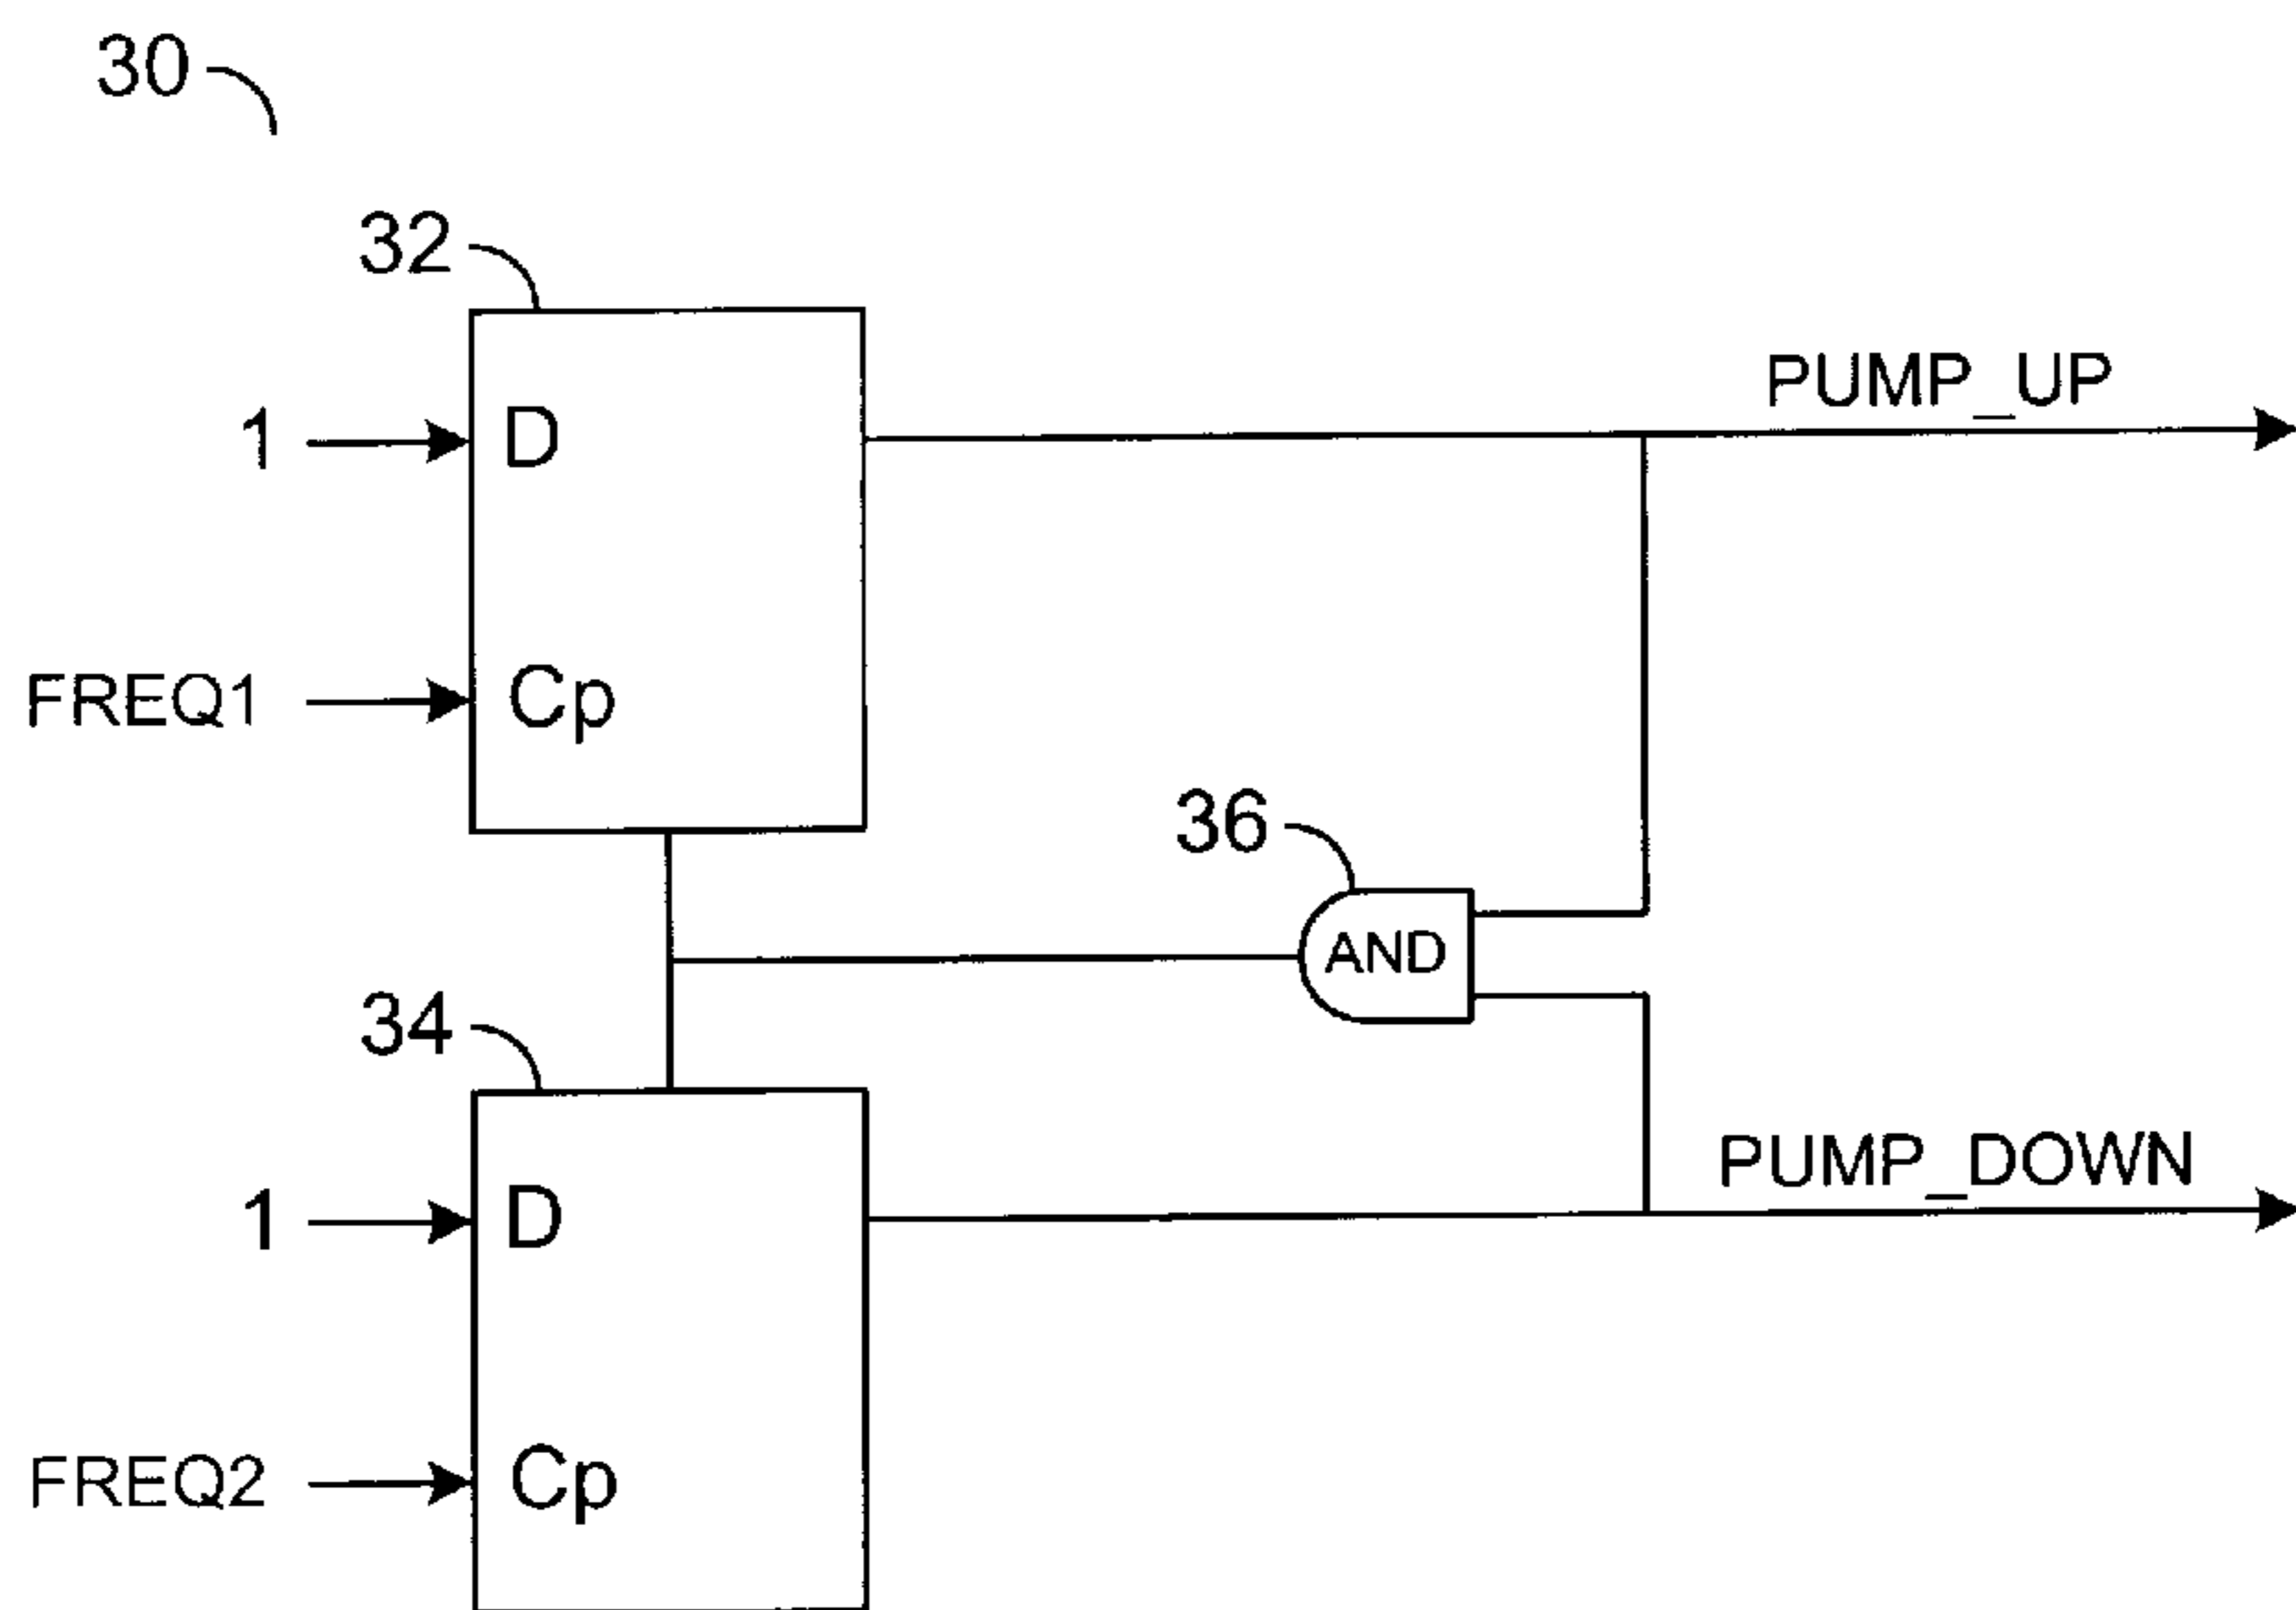 30
32
PUMP_UP
1 D
FREQ1 Cp
36
AND
34
PUMP_DOWN
1 D
FREQ2 Cp